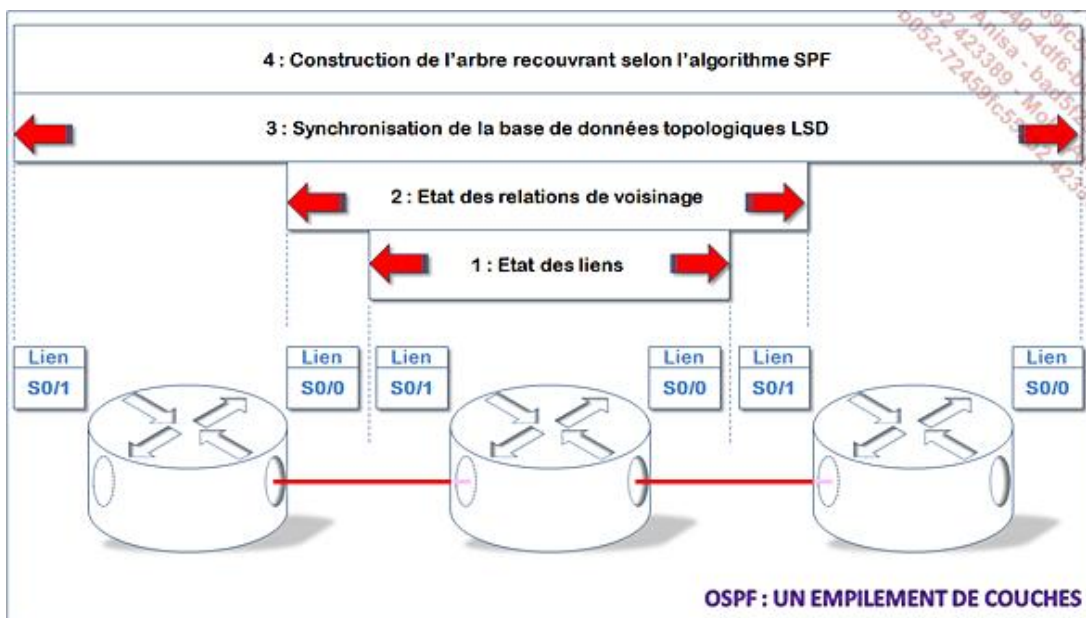 4 : Construction de l'arbre recouvrant selon l'algorithme SPF
3 : Synchronisation de la base de données topologiques LSD
2 : Etat des relations de voisinage
1 : Etat des liens
Lien
S0/1
Lien
S0/0
Lien
S0/1
Lien
S0/0
Lien
S0/1
Lien
S0/0
OSPF : UN EMPILEMENT DE COUCHES